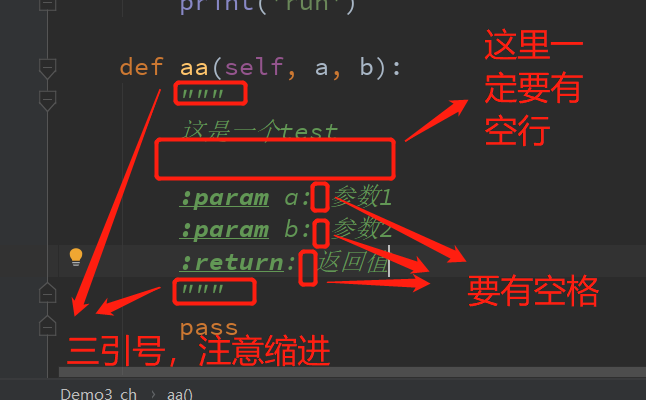 print('run')
def aa(self, a, b):
"""
这是一个test
:param a: 参数1
:param b: 参数2
:return: 返回值
"""
pass
这里一
定要有
空行
要有空格
三引号，注意缩进
Demo3_ch › aa()